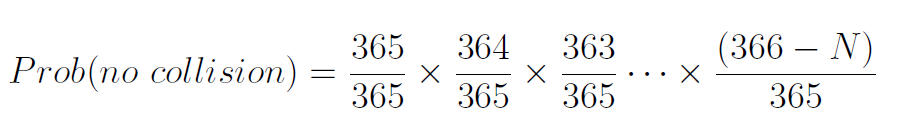 Prob(no collision) = 365/365 × 364/365 × 363/365 ⋯ × (366 − N)/365